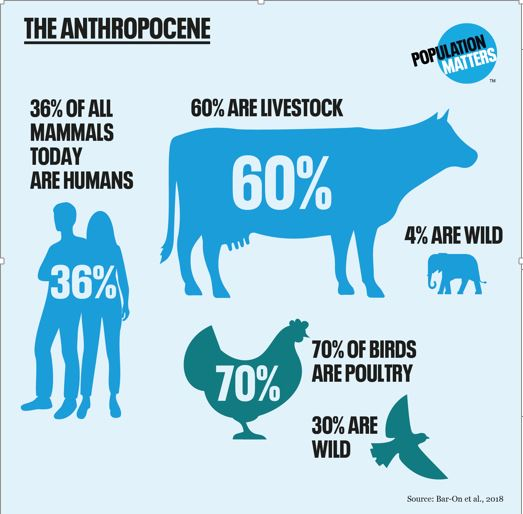 THE ANTHROPOCENE
POPULATION
MATTERS
TM
36% OF ALL
MAMMALS
TODAY
ARE HUMANS
60% ARE LIVESTOCK
60%
4% ARE WILD
36%
70% OF BIRDS
ARE POULTRY
70%
30% ARE
WILD
Source: Bar-On et al., 2018